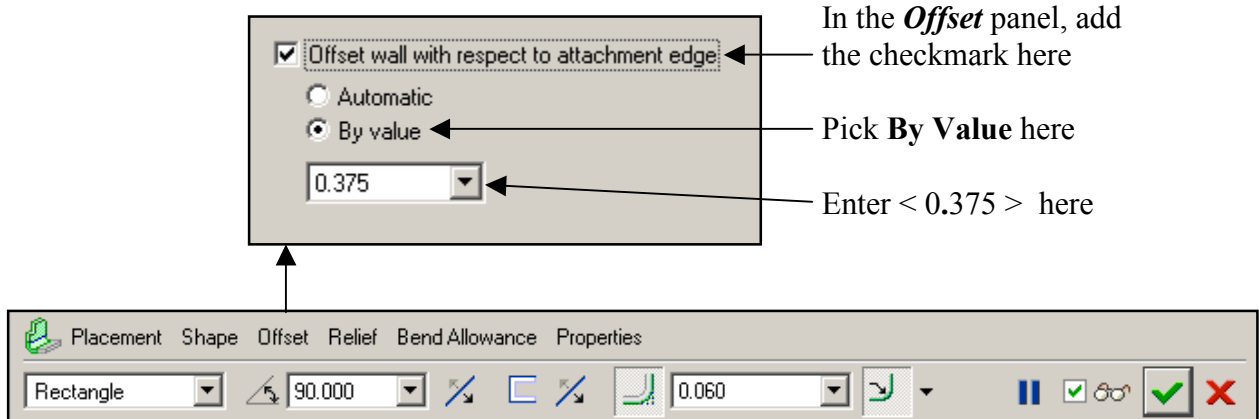 In the Offset panel, add
the checkmark here
Offset wall with respect to attachment edge
Automatic
By value
Pick By Value here
0.375
Enter < 0.375 > here
Placement Shape Offset Relief Bend Allowance Properties
Rectangle 90.000 0.060